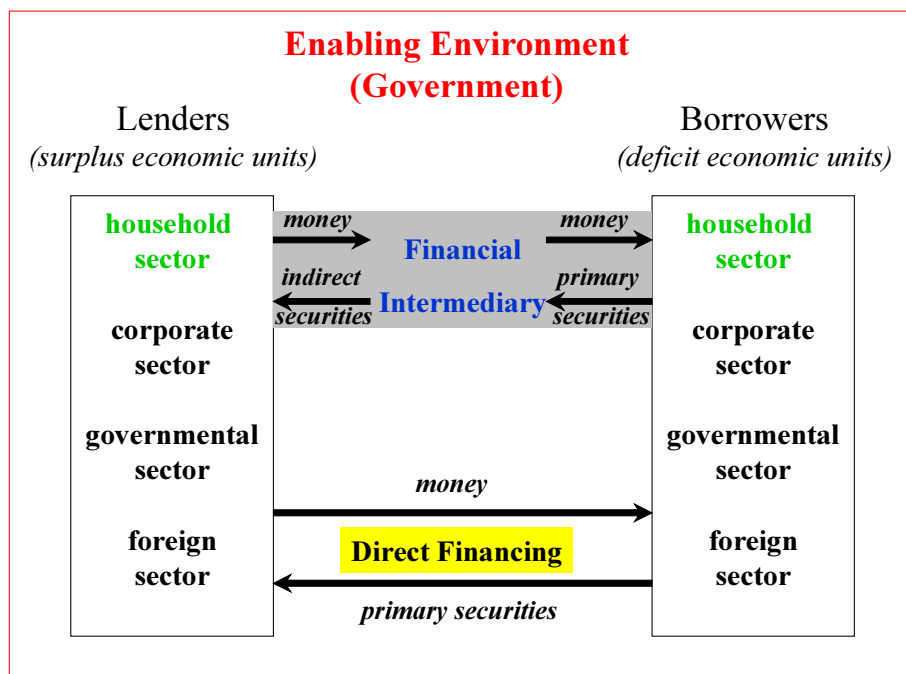 Enabling Environment
(Government)
Lenders
(surplus economic units)
Borrowers
(deficit economic units)
household
sector
corporate
sector
governmental
sector
foreign
sector
money
indirect
securities
Financial
Intermediary
money
primary
securities
money
Direct Financing
primary securities
household
sector
corporate
sector
governmental
sector
foreign
sector